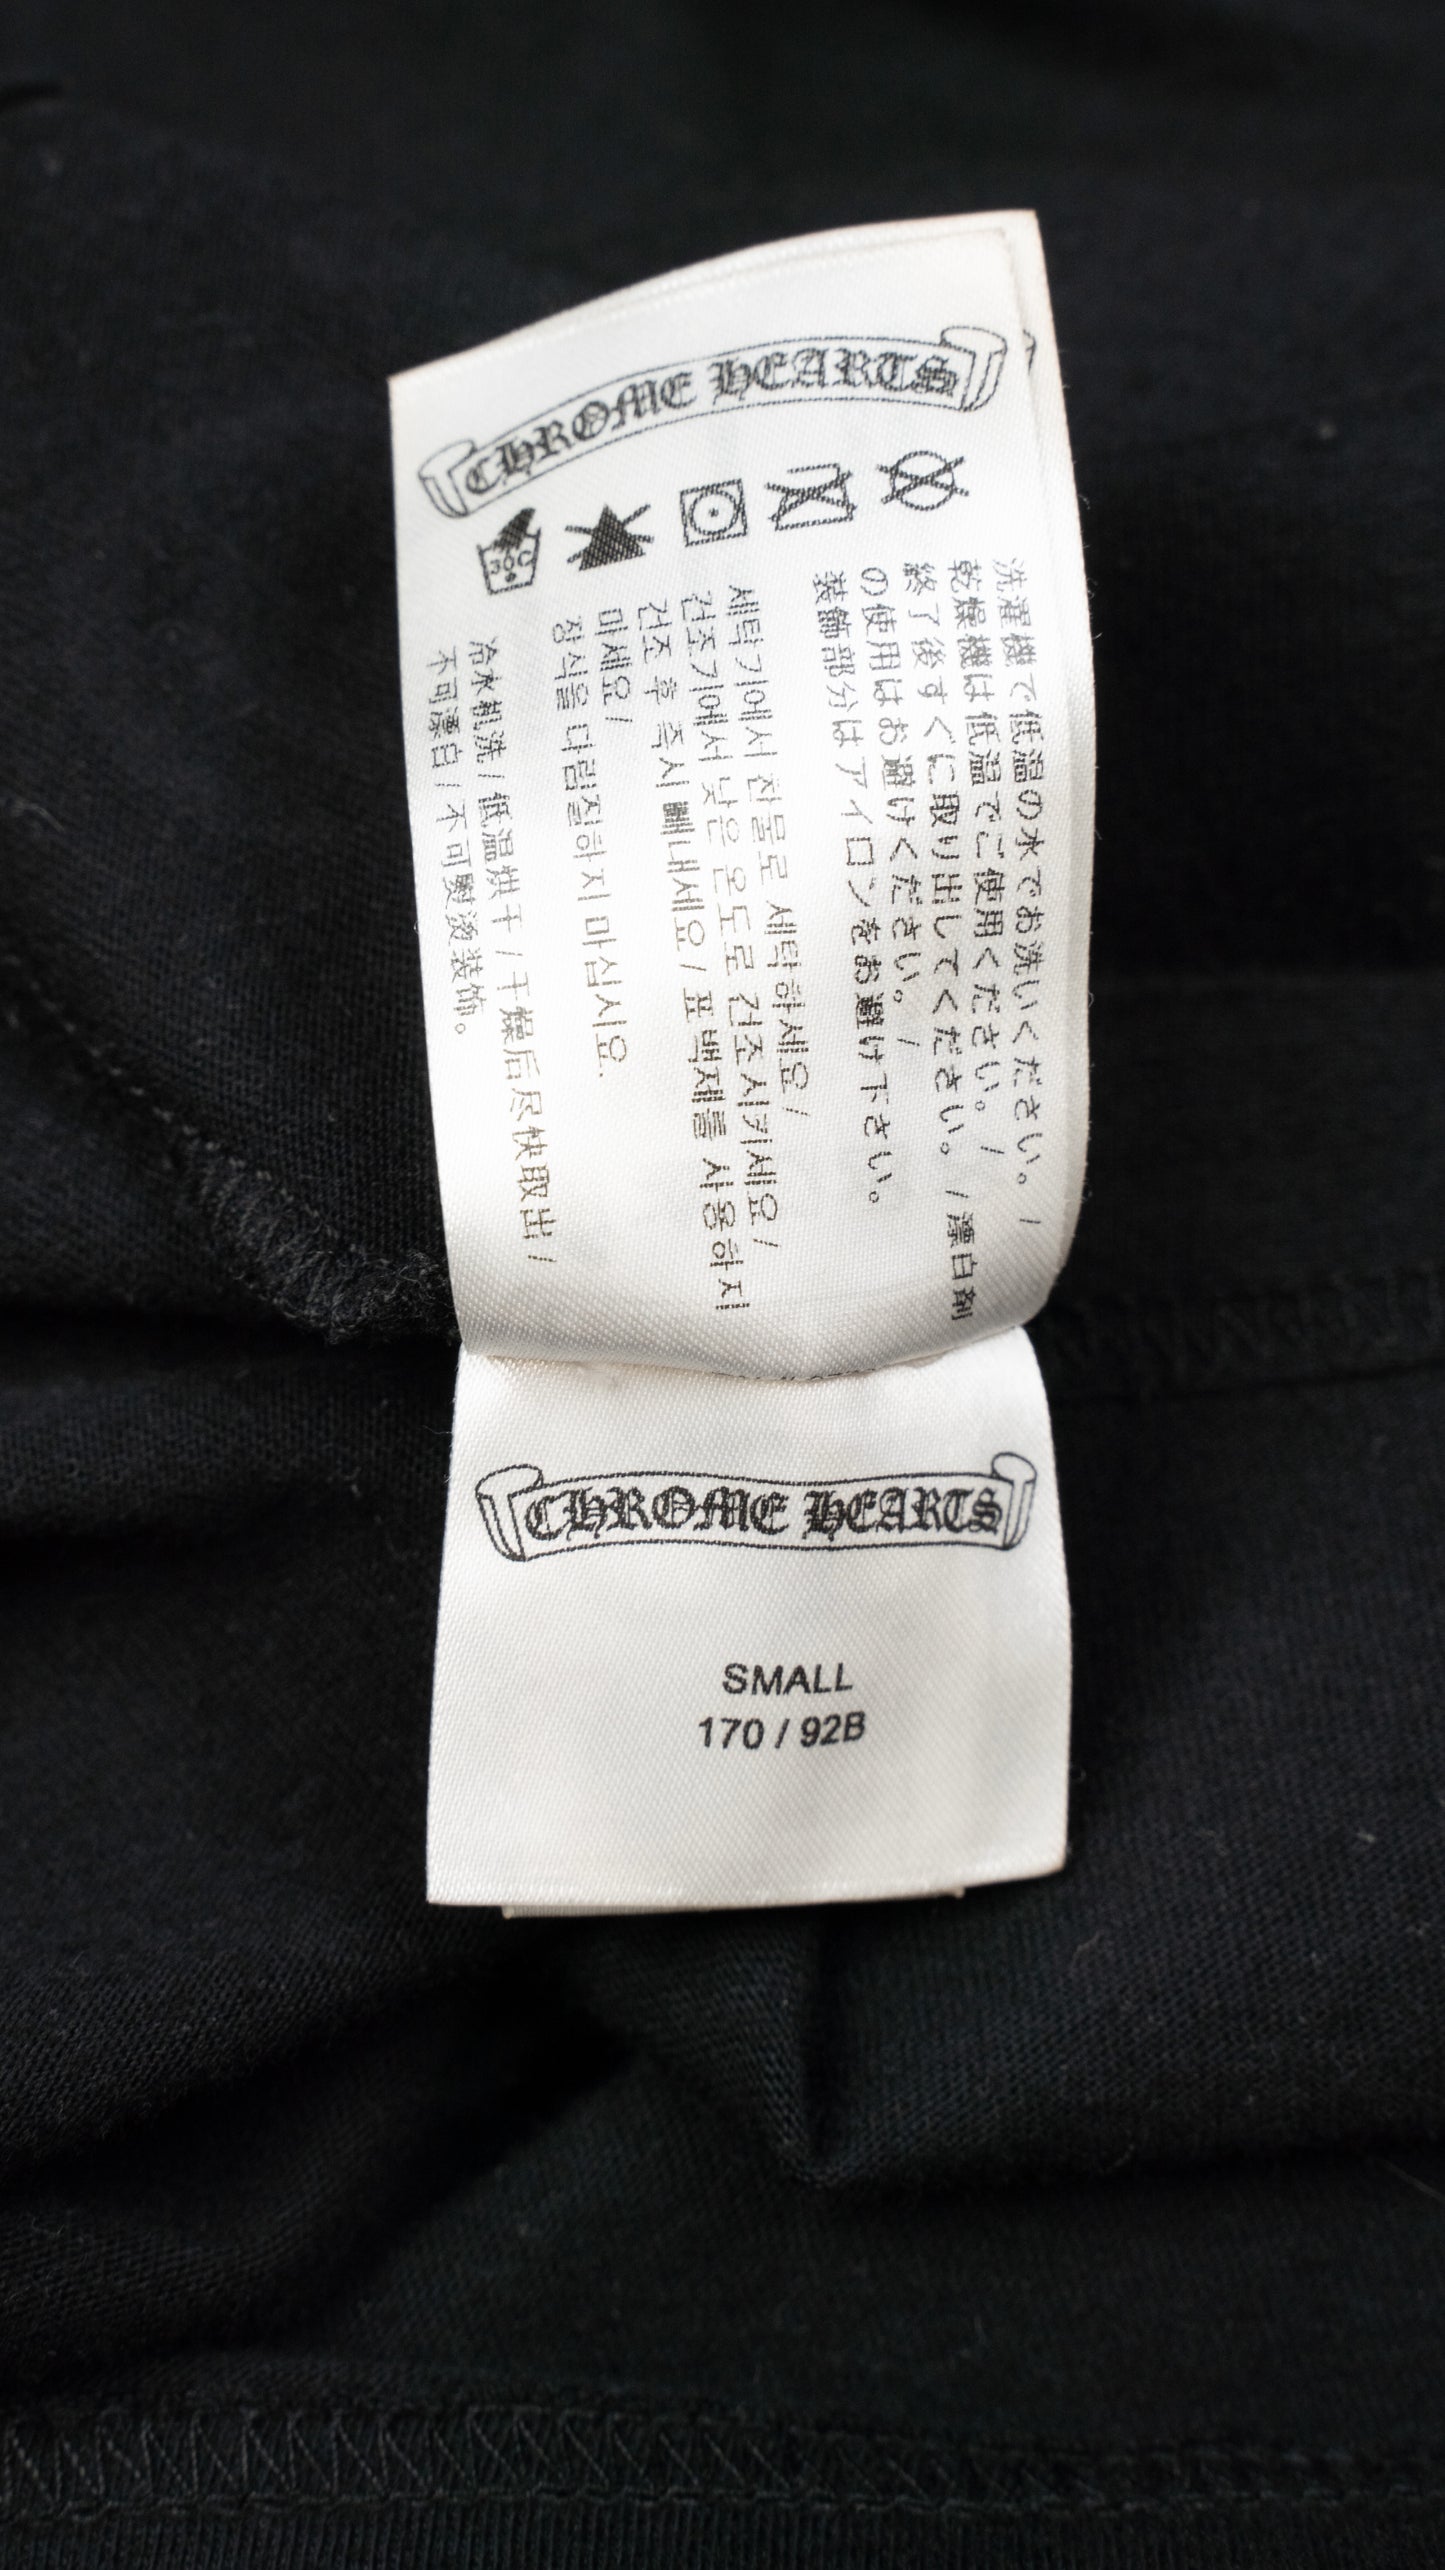 CHROME HEARTS
30C
洗濯機で低温の水でお洗いください。/
乾燥機は低温でご使用ください。/
終了後すぐに取り出してください。/漂白剤
の使用はお避けください。/
装飾部分はアイロンをお避け下さい。
세탁기에서 찬물로 세탁하세요/
건조기에서 낮은 온도로 건조시키세요/
건조 후 즉시 빼내세요/표백제를 사용하지
마세요/
장식을 다림질하지 마십시오.
冷水机洗/低温烘干/干燥后尽快取出/
不可漂白/不可熨烫装饰。
CHROME HEARTS
SMALL
170 / 92B